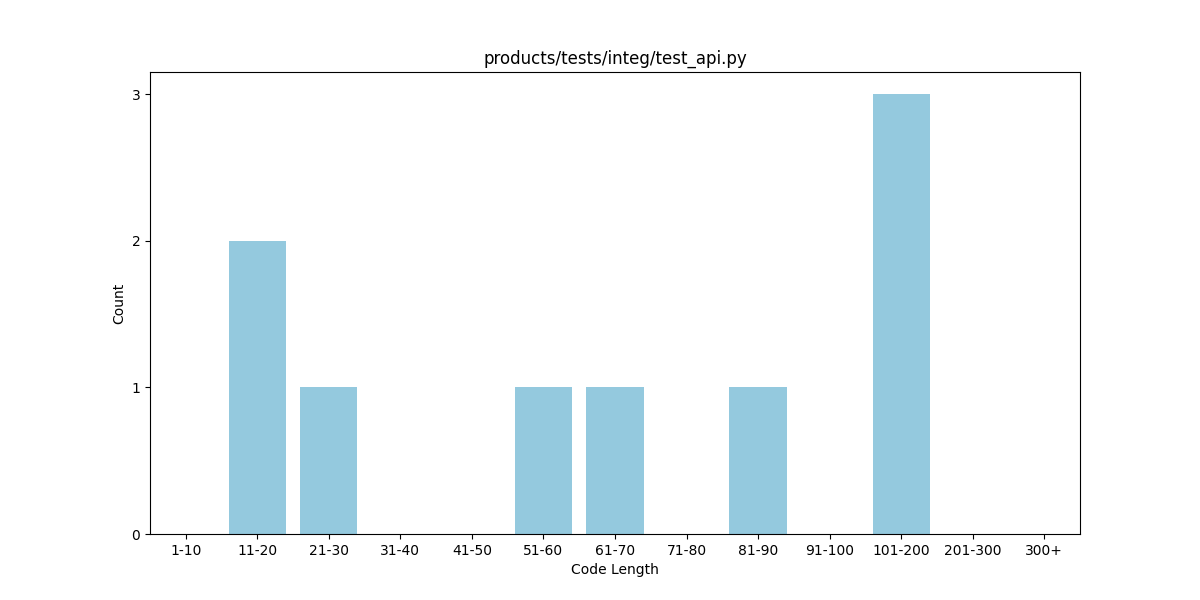 products/tests/integ/test_api.py
3
2
1
0
Count
1-10 11-20 21-30 31-40 41-50 51-60 61-70 71-80 81-90 91-100 101-200 201-300 300+
Code Length